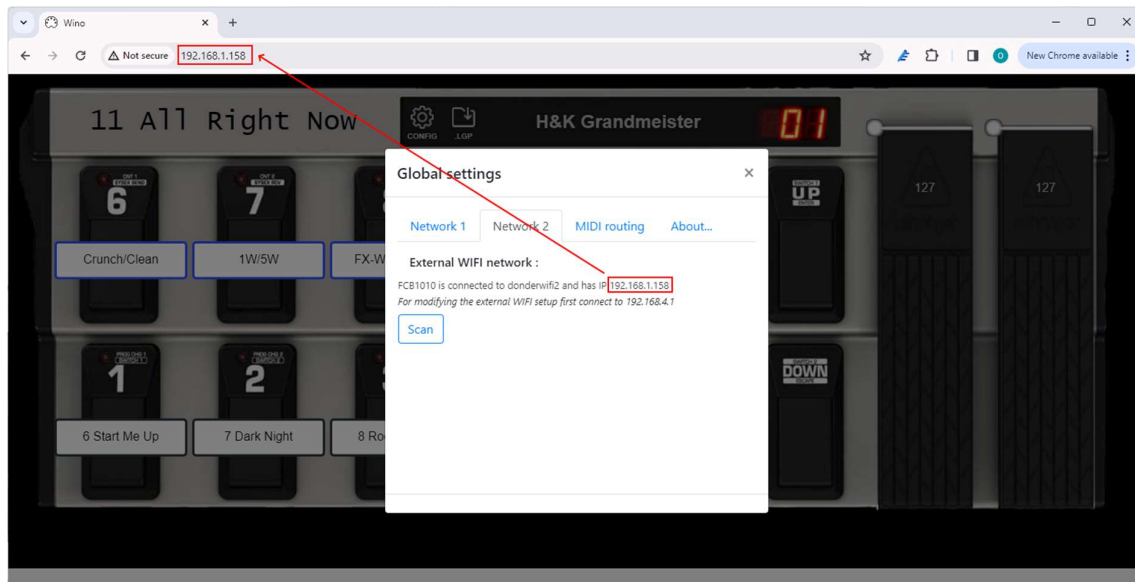 Wino
Not secure
192.168.1.158
New Chrome available
11 All Right Now
CONFIG
.LGP
H&K Grandmeister
01
Global settings
Network 1
Network 2
MIDI routing
About...
External WIFI network :
FCB1010 is connected to donderwifi2 and has IP 192.168.1.158
For modifying the external WIFI setup first connect to 192.168.4.1
Scan
6
7
UP
127
127
Crunch/Clean
1W/5W
FX-W
1
2
DOWN
6 Start Me Up
7 Dark Night
8 Ro